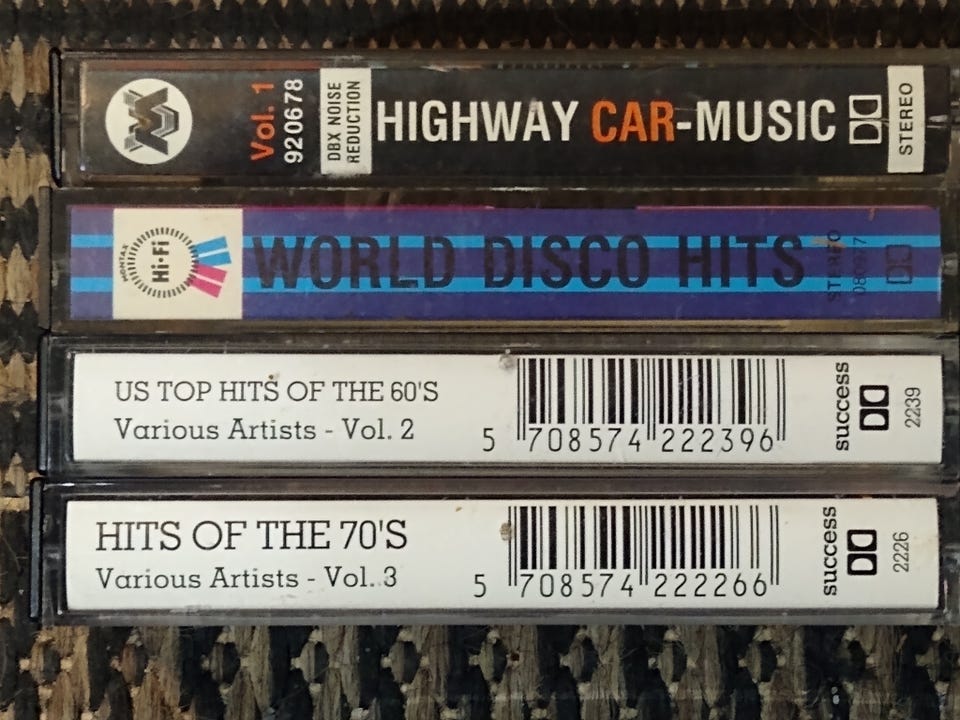 Vol. 1
920678
DBX NOISE
REDUCTION
HIGHWAY CAR-MUSIC
STEREO
MONTAX
Hi-Fi
WORLD DISCO HITS
STEREO
US TOP HITS OF THE 60'S
Various Artists - Vol. 2
5 708574 222396
success
2239
HITS OF THE 70'S
Various Artists - Vol. 3
5 708574 222266
success
2226